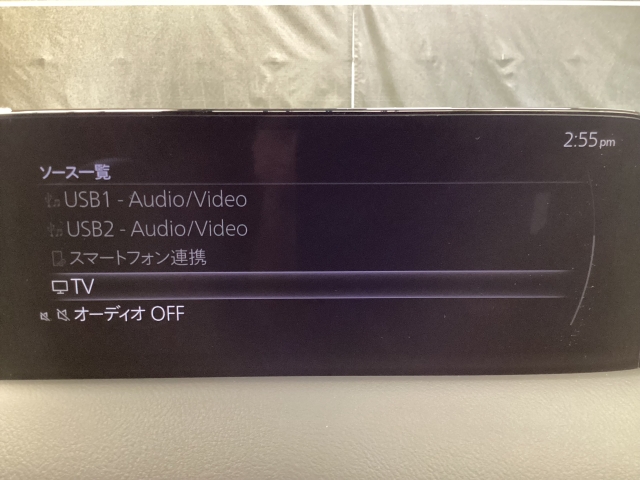 2:55pm
ソース一覧
USB1 - Audio/Video
USB2 - Audio/Video
スマートフォン連携
TV
オーディオ OFF